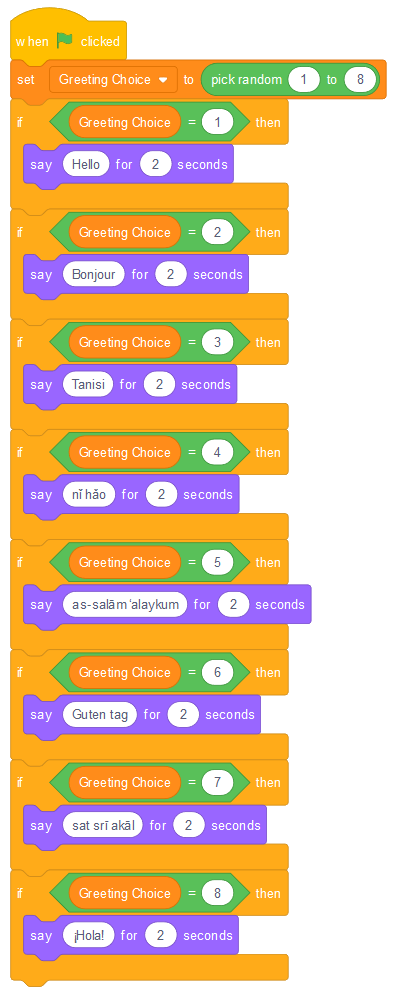 when clicked
set Greeting Choice to pick random 1 to 8
if Greeting Choice = 1 then
say Hello for 2 seconds
if Greeting Choice = 2 then
say Bonjour for 2 seconds
if Greeting Choice = 3 then
say Tanisi for 2 seconds
if Greeting Choice = 4 then
say nǐ hǎo for 2 seconds
if Greeting Choice = 5 then
say as-salām ‘alaykum for 2 seconds
if Greeting Choice = 6 then
say Guten tag for 2 seconds
if Greeting Choice = 7 then
say sat srī akāl for 2 seconds
if Greeting Choice = 8 then
say ¡Hola! for 2 seconds